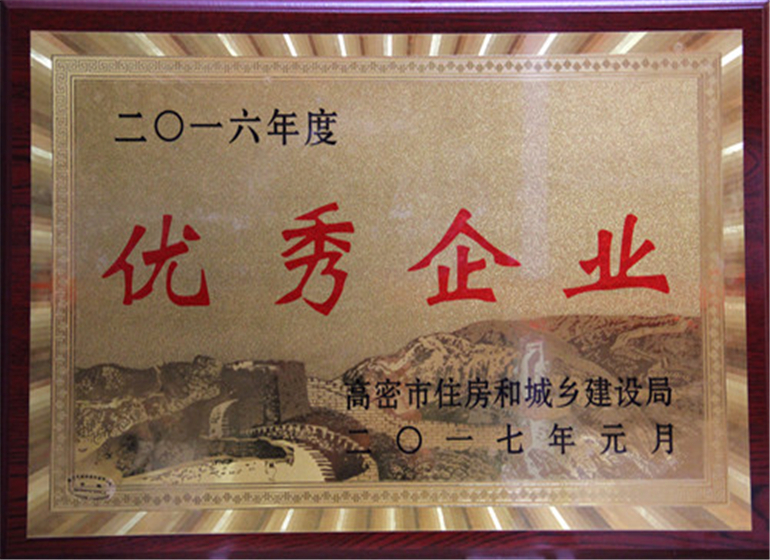 二〇一六年度
优秀企业
高密市住房和城乡建设局
二〇一七年元月